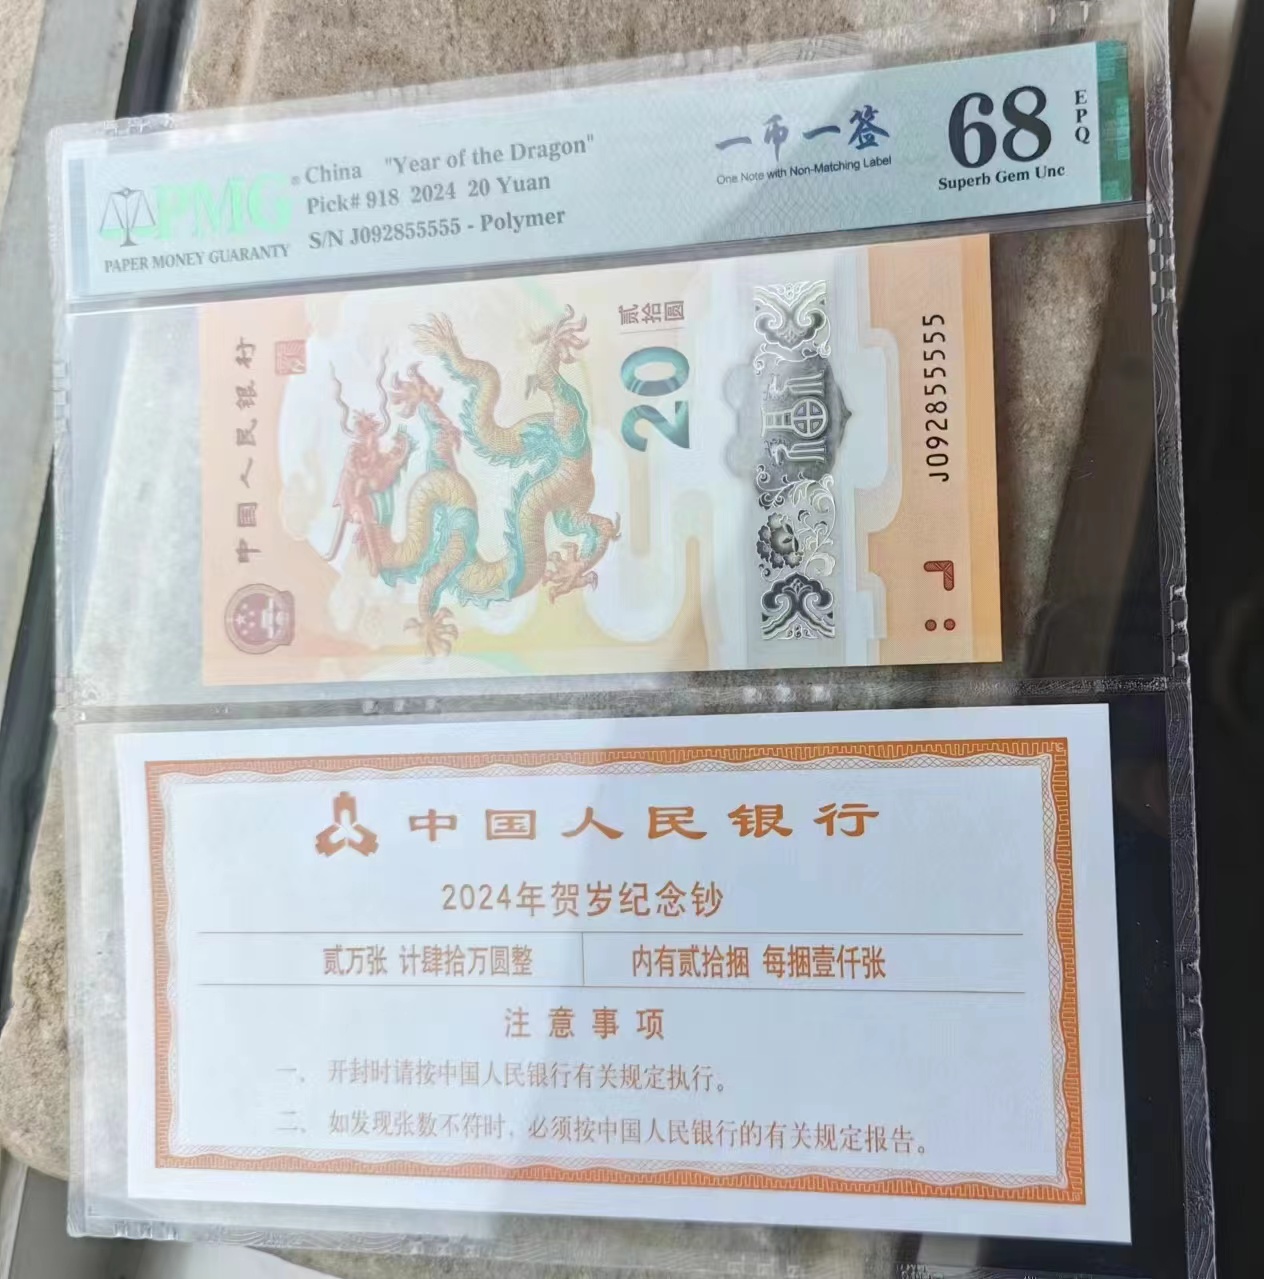 PMG®
PAPER MONEY GUARANTY
China "Year of the Dragon"
Pick# 918 2024 20 Yuan
S/N J092855555 - Polymer
一币一签
One Note with Non-Matching Label
68
EPQ
Superb Gem Unc
中国人民银行
贰拾圆
20
J092855555
中国人民银行
2024年贺岁纪念钞
贰万张 计肆拾万圆整
内有贰拾捆 每捆壹仟张
注意事项
一、 开封时请按中国人民银行有关规定执行。
二、 如发现张数不符时，必须按中国人民银行的有关规定报告。